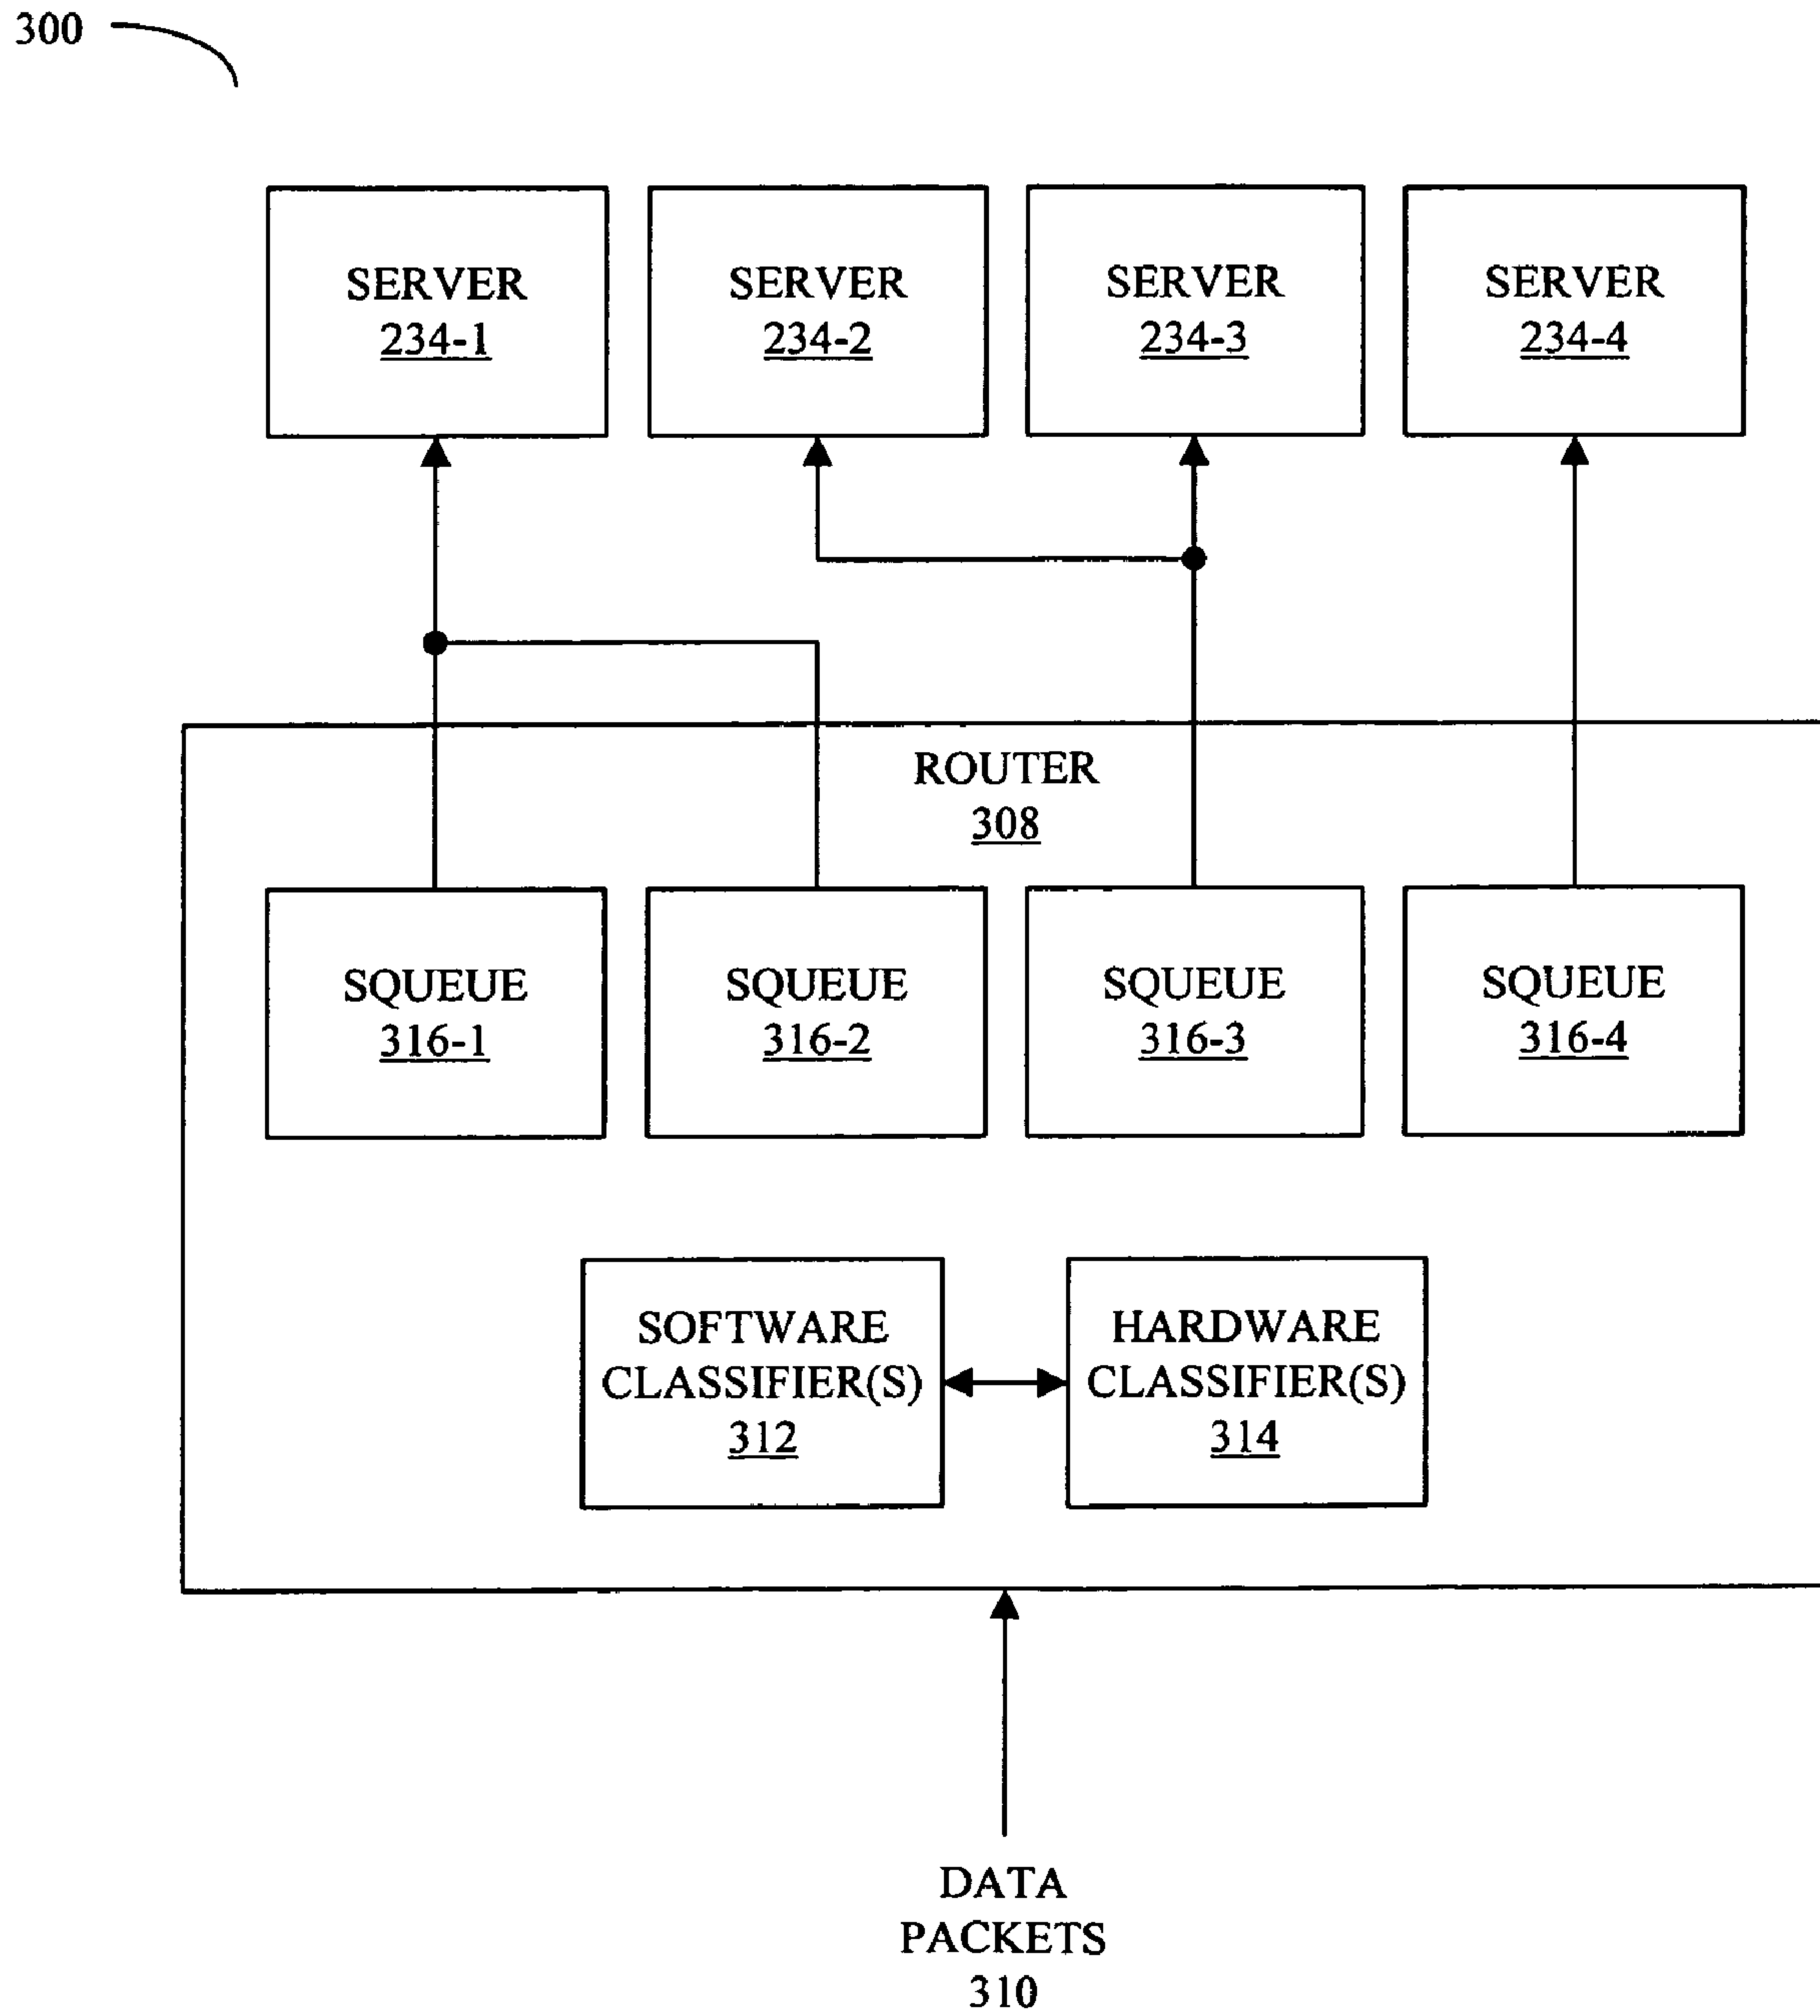 300
SERVER
234-1
SERVER
234-2
SERVER
234-3
SERVER
234-4
ROUTER
308
SQUEUE
316-1
SQUEUE
316-2
SQUEUE
316-3
SQUEUE
316-4
SOFTWARE
CLASSIFIER(S)
312
HARDWARE
CLASSIFIER(S)
314
DATA
PACKETS
310